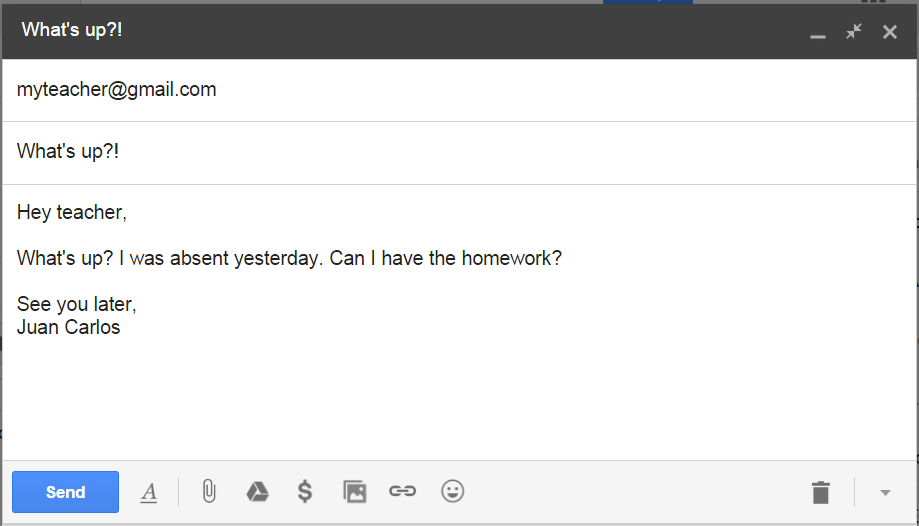 What's up?!
myteacher@gmail.com
What's up?!
Hey teacher,
What's up? I was absent yesterday. Can I have the homework?
See you later,
Juan Carlos
Send
A
$